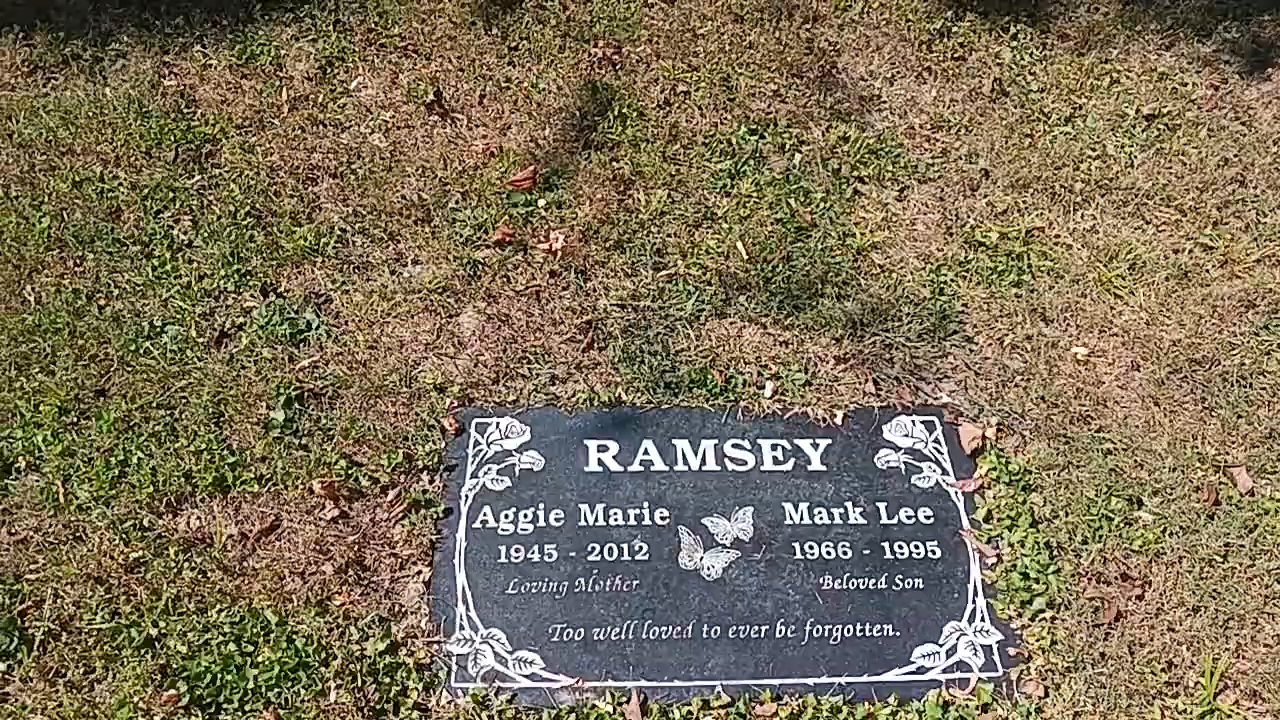 RAMSEY
Aggie Marie Mark Lee
1945 - 2012 1966 - 1995
Loving Mother Beloved Son
Too well loved to ever be forgotten.